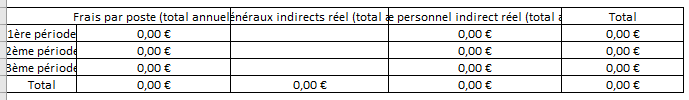 Frais par poste (total annuel énéraux indirects réel (total a e personnel indirect réel (total a Total
1ère période 0,00 € 0,00 € 0,00 €
2ème période 0,00 € 0,00 € 0,00 €
3ème période 0,00 € 0,00 € 0,00 €
Total 0,00 € 0,00 € 0,00 € 0,00 €